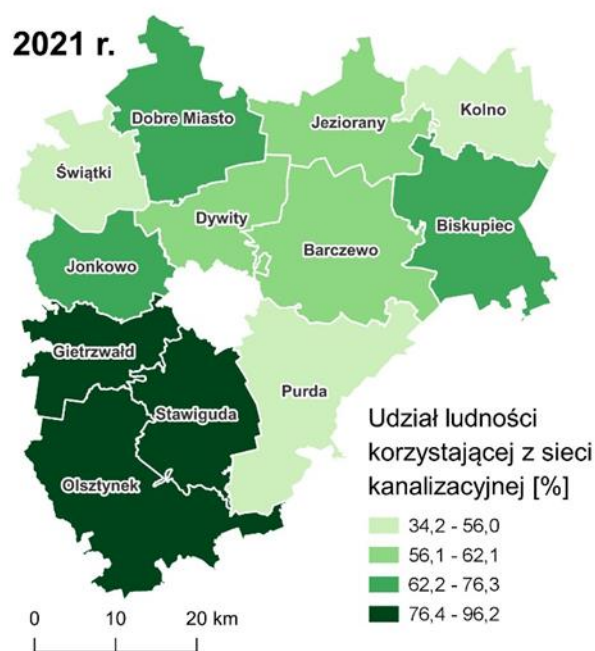 2021 r.
Dobre Miasto
Jeziorany
Kolno
Świątki
Dywity
Barczewo
Biskupiec
Jonkowo
Gietrzwałd
Stawiguda
Purda
Olsztynek
Udział ludności
korzystającej z sieci
kanalizacyjnej [%]
34,2 - 56,0
56,1 - 62,1
62,2 - 76,3
76,4 - 96,2
0 10 20 km